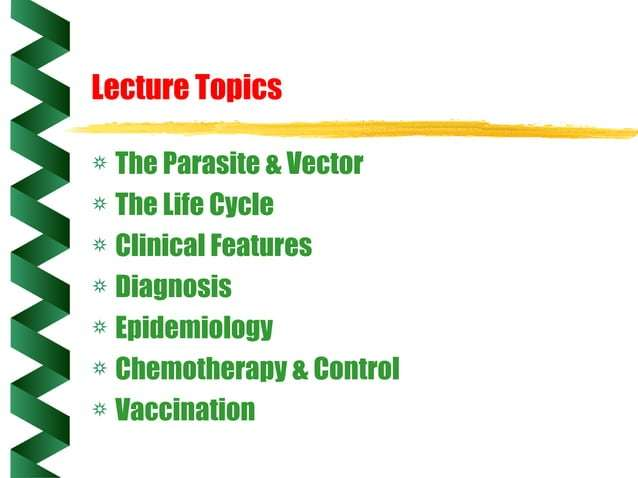 Lecture Topics
The Parasite & Vector
The Life Cycle
Clinical Features
Diagnosis
Epidemiology
Chemotherapy & Control
Vaccination